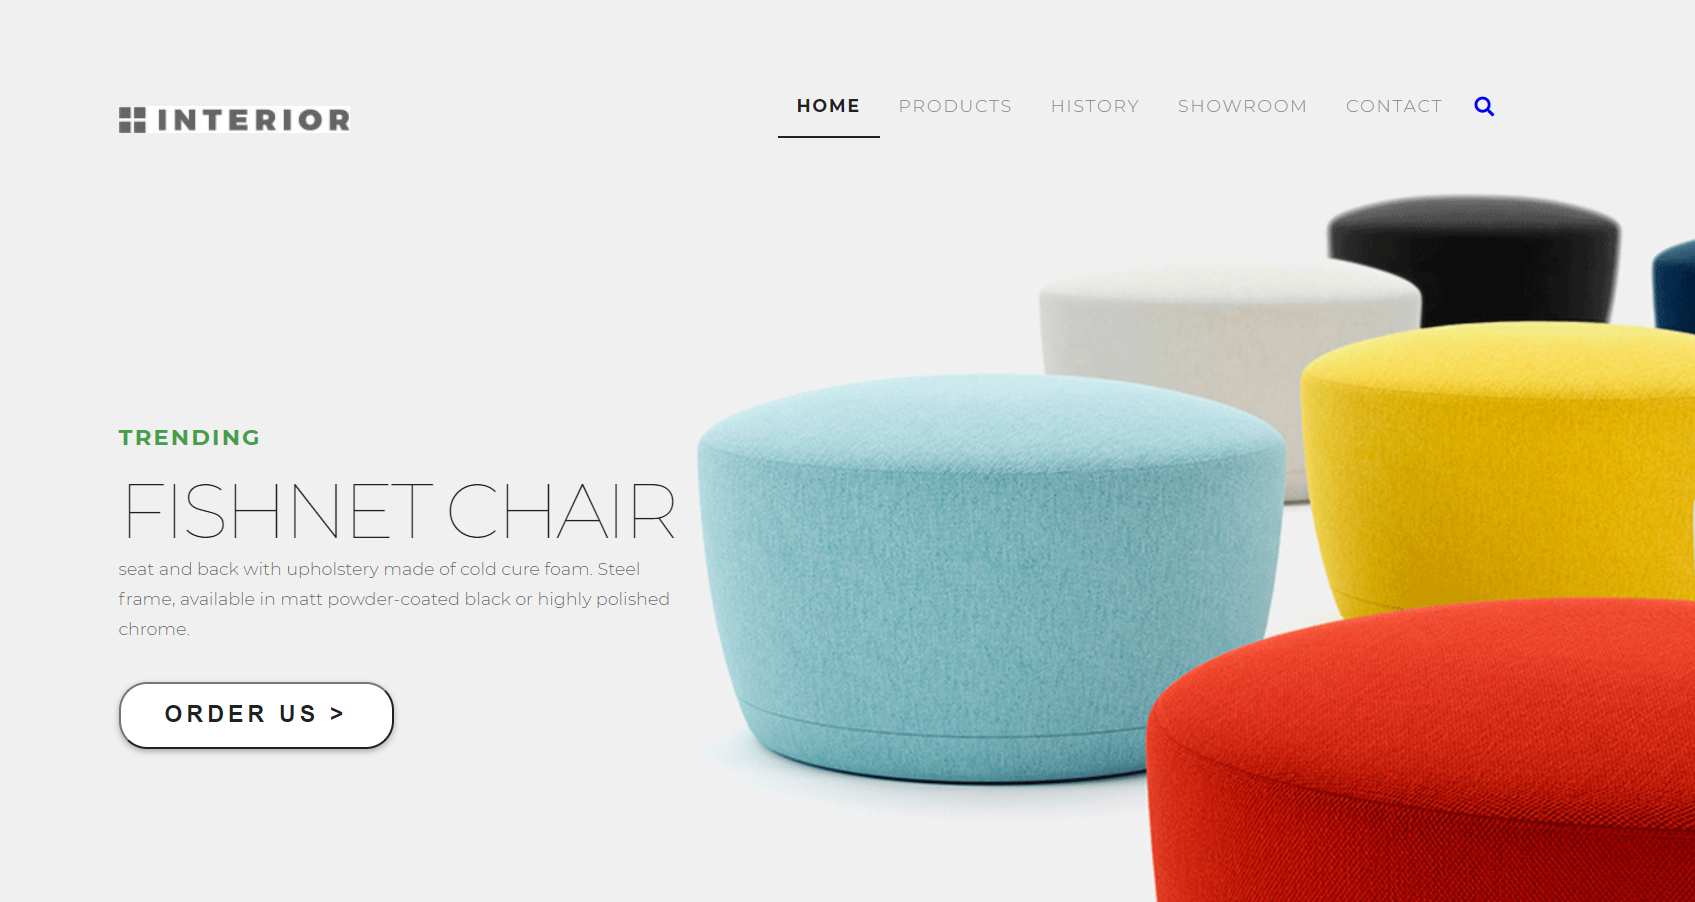 INTERIOR
HOME PRODUCTS HISTORY SHOWROOM CONTACT
TRENDING
FISHNET CHAIR
seat and back with upholstery made of cold cure foam. Steel
frame, available in matt powder-coated black or highly polished
chrome.
ORDER US >